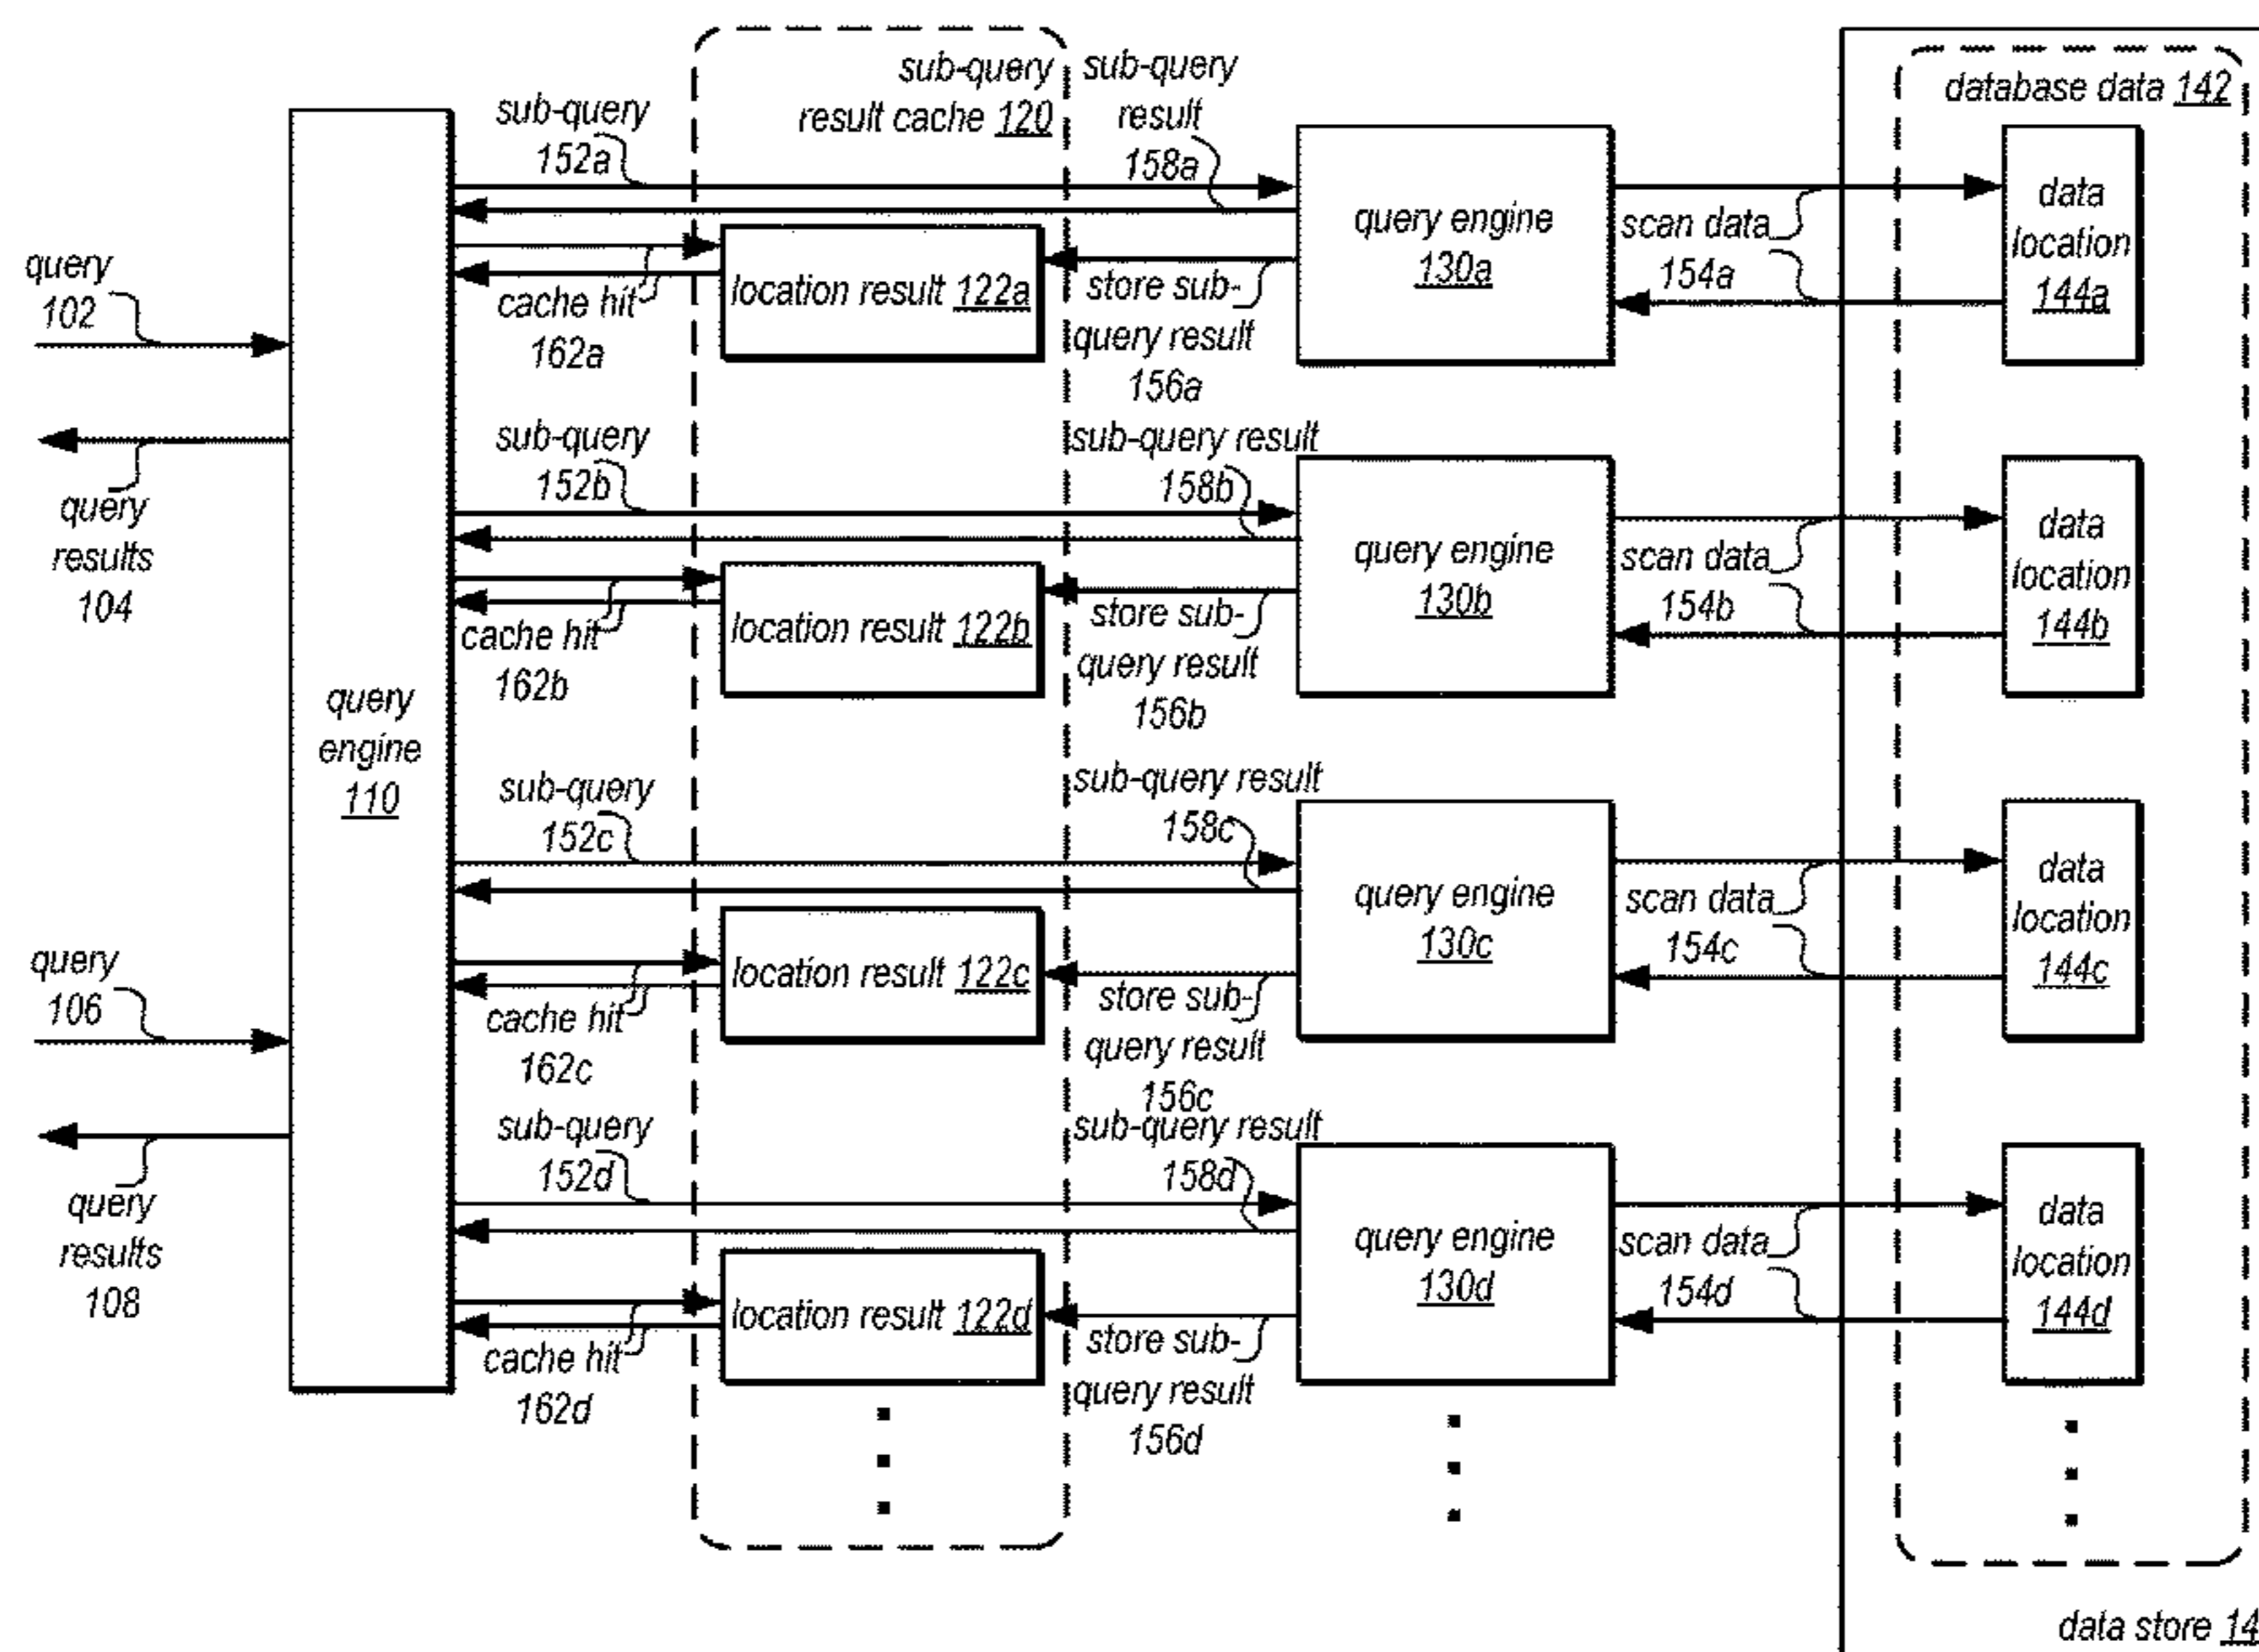 sub-query
result cache 120
sub-query
result
158a
database data 142
sub-query
152a
query engine
130a
scan data
154a
data
location
144a
location result 122a
cache hit
162a
store sub-
query result
156a
query
102
query
results
104
sub-query
152b
sub-query result
158b
query engine
130b
scan data
154b
data
location
144b
location result 122b
cache hit
162b
store sub-
query result
156b
query
engine
110
sub-query
152c
sub-query result
158c
query engine
130c
scan data
154c
data
location
144c
location result 122c
cache hit
162c
store sub-
query result
156c
query
106
query
results
108
sub-query
152d
sub-query result
158d
query engine
130d
scan data
154d
data
location
144d
location result 122d
cache hit
162d
store sub-
query result
156d
data store 14